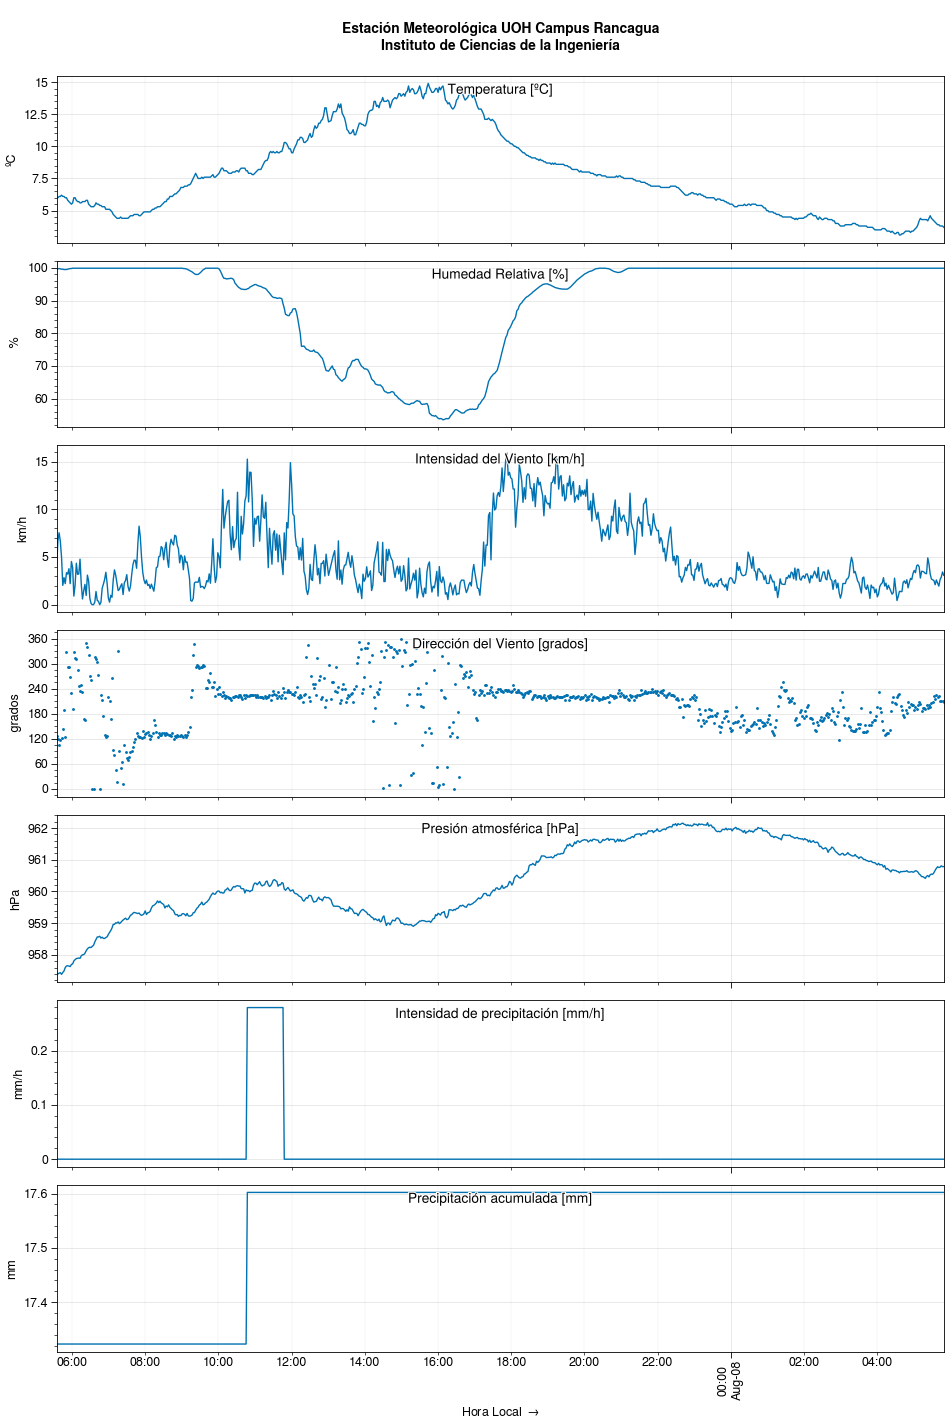 Estación Meteorológica UOH Campus Rancagua
Instituto de Ciencias de la Ingeniería
Temperatura [ºC]
15
12.5
10
7.5
5
ºC
Humedad Relativa [%]
100
90
80
70
60
%
Intensidad del Viento [km/h]
15
10
5
0
km/h
Dirección del Viento [grados]
360
300
240
180
120
60
0
grados
Presión atmosférica [hPa]
962
961
960
959
958
hPa
Intensidad de precipitación [mm/h]
0.2
0.1
0
mm/h
Precipitación acumulada [mm]
17.6
17.5
17.4
mm
06:00 08:00 10:00 12:00 14:00 16:00 18:00 20:00 22:00 00:00 02:00 04:00
Aug-08
Hora Local →